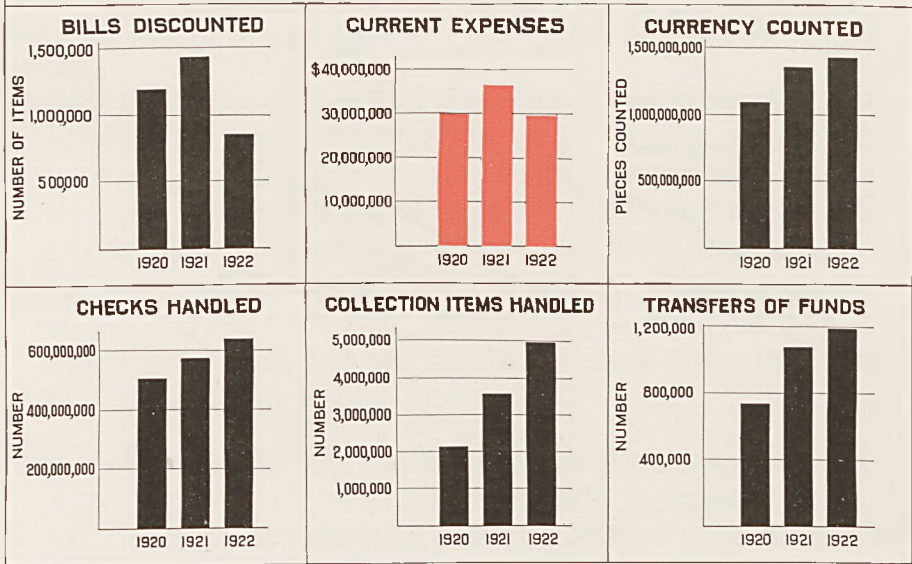 BILLS DISCOUNTED
NUMBER OF ITEMS
1,500,000
1,000,000
500,000
1920 1921 1922
CURRENT EXPENSES
$40,000,000
30,000,000
20,000,000
10,000,000
1920 1921 1922
CURRENCY COUNTED
PIECES COUNTED
1,500,000,000
1,000,000,000
500,000,000
1920 1921 1922
CHECKS HANDLED
NUMBER
600,000,000
400,000,000
200,000,000
1920 1921 1922
COLLECTION ITEMS HANDLED
NUMBER
5,000,000
4,000,000
3,000,000
2,000,000
1,000,000
1920 1921 1922
TRANSFERS OF FUNDS
NUMBER
1,200,000
800,000
400,000
1920 1921 1922